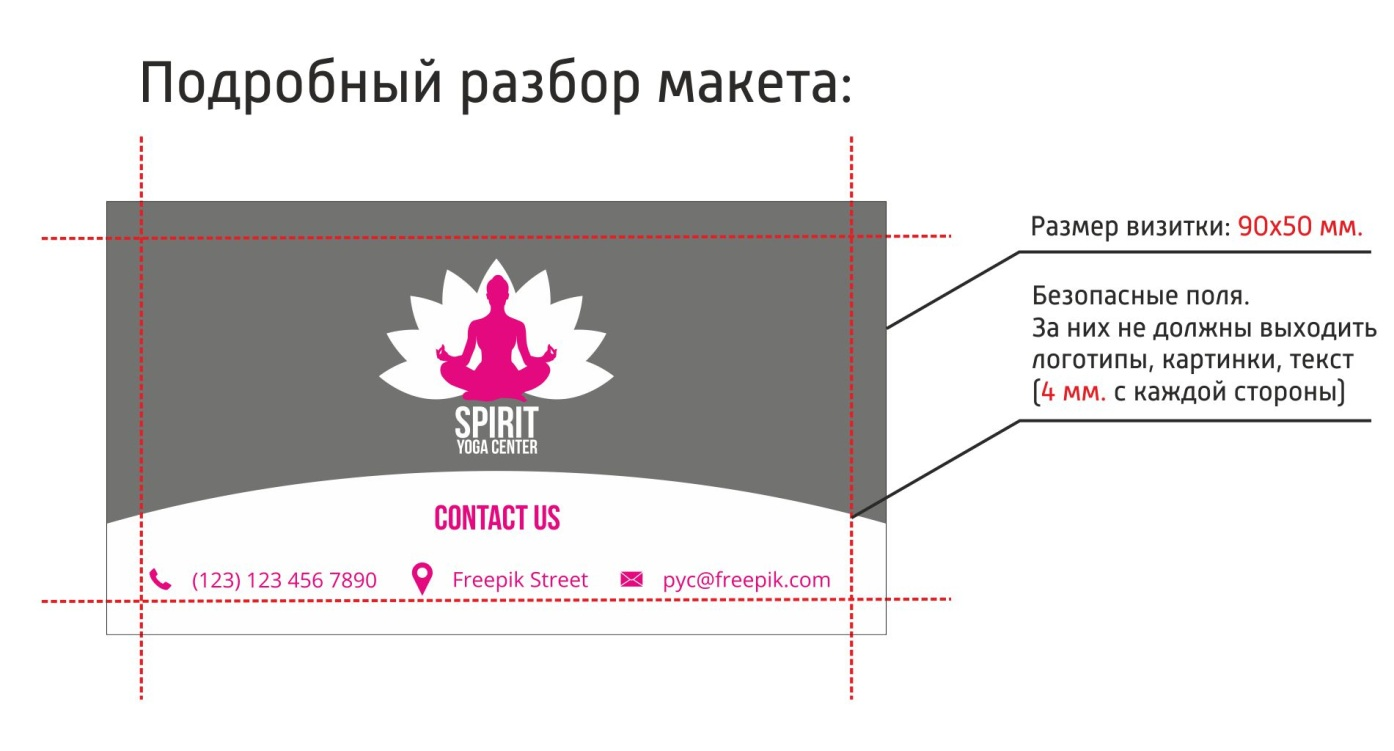 Подробный разбор макета:
Размер визитки: 90x50 мм.
Безопасные поля.
За них не должны выходить
логотипы, картинки, текст
(4 мм. с каждой стороны)
SPIRIT
YOGA CENTER
CONTACT US
(123) 123 456 7890 Freepik Street pyc@freepik.com